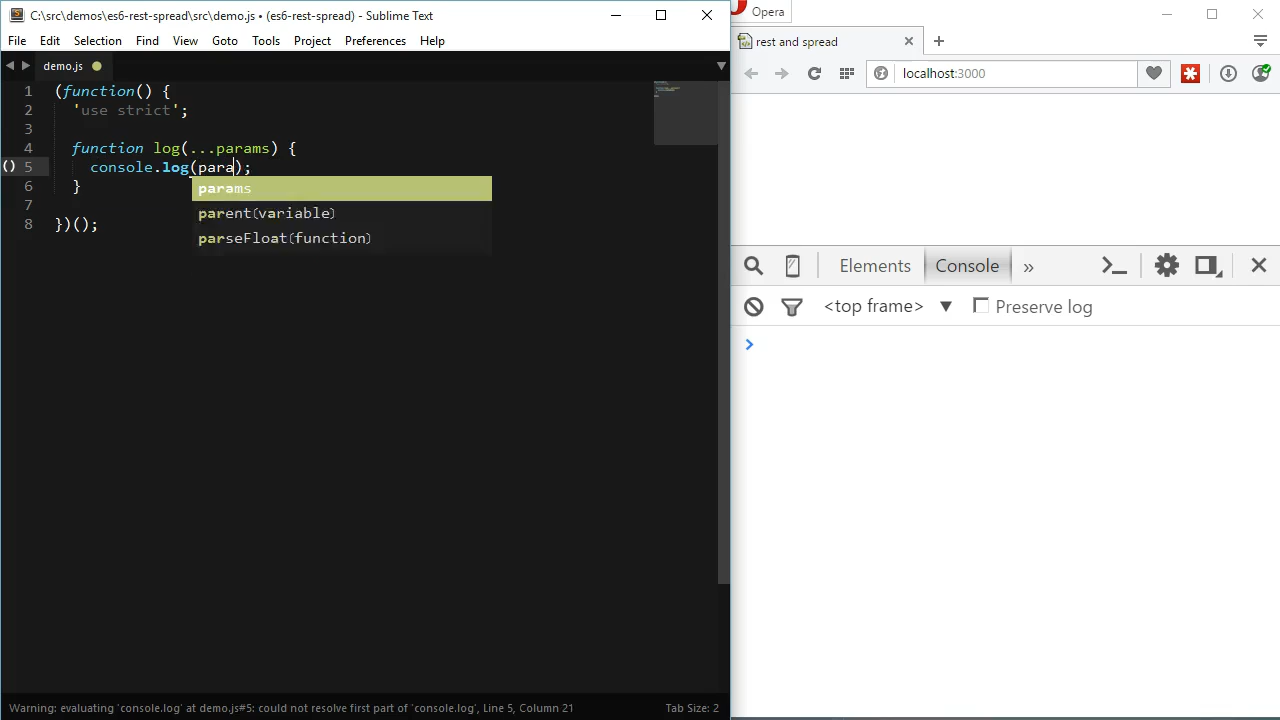 C:\src\demos\es6-rest-spread\src\demo.js • (es6-rest-spread) - Sublime Text
File Edit Selection Find View Goto Tools Project Preferences Help
demo.js
1 (function() {
2 'use strict';
3
4 function log(...params) {
() 5 console.log(para);
6 }
7
8 })();
params
parent(variable)
parseFloat(function)
Warning: evaluating `console.log` at demo.js#5: could not resolve first part of `console.log`, Line 5, Column 21
Tab Size: 2
Opera
rest and spread
localhost:3000
Elements Console »
<top frame> ▼ Preserve log
>